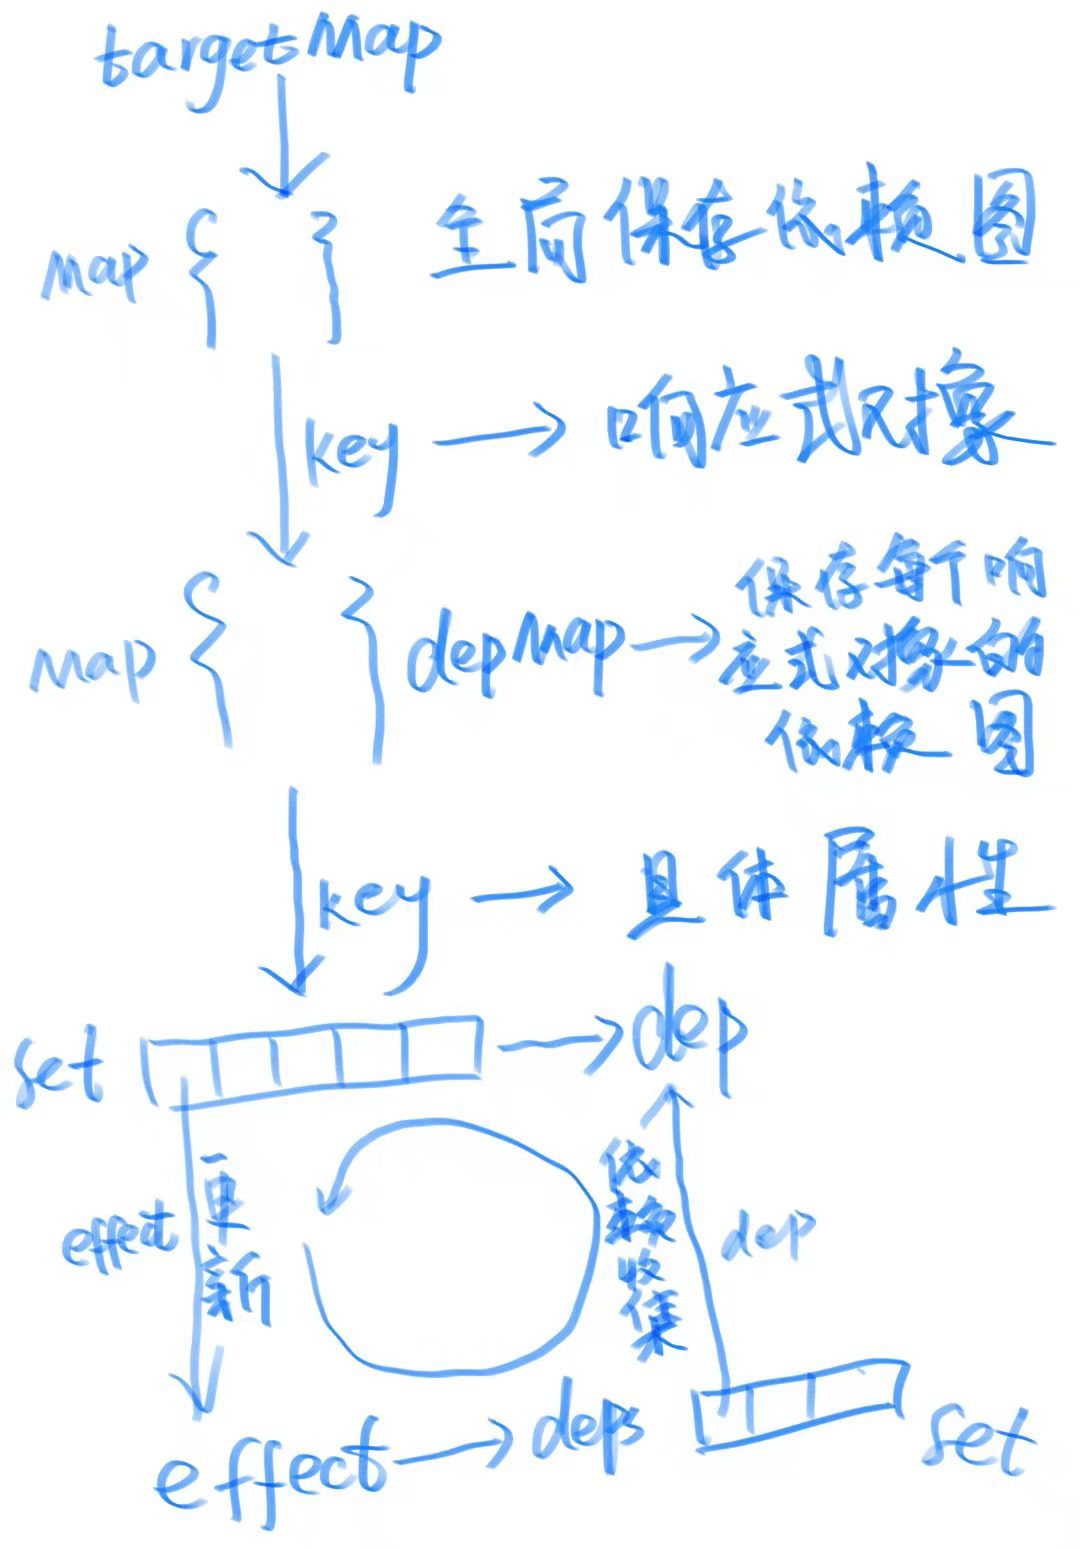 targetMap
map { } 全局保存依赖图
key → 响应式对象
map { } depMap → 保存每个响
应式对象的
依赖图
key → 具体属性
set → dep
effect 更新
依赖收集 dep
effect → deps set